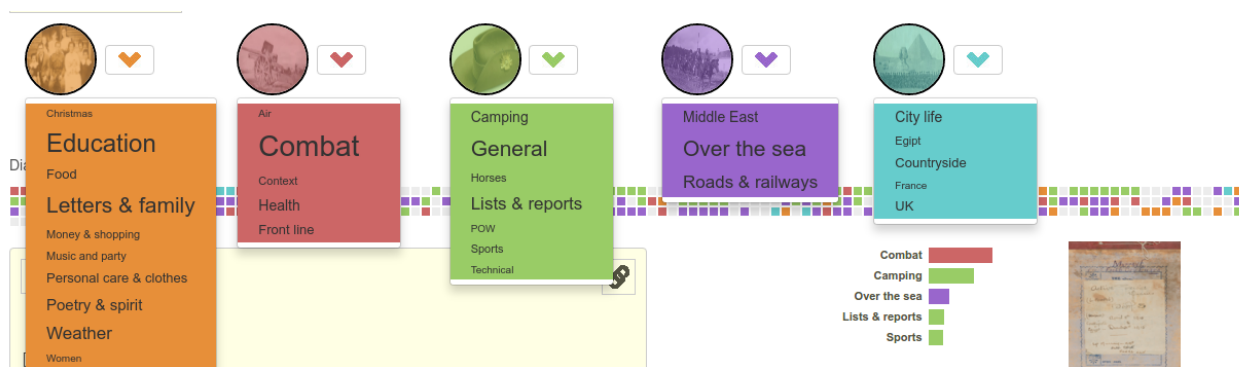 Christmas
Education
Food
Letters & family
Money & shopping
Music and party
Personal care & clothes
Poetry & spirit
Weather
Women
Air
Combat
Context
Health
Front line
Camping
General
Horses
Lists & reports
POW
Sports
Technical
Middle East
Over the sea
Roads & railways
City life
Egipt
Countryside
France
UK
Dia
Combat
Camping
Over the sea
Lists & reports
Sports